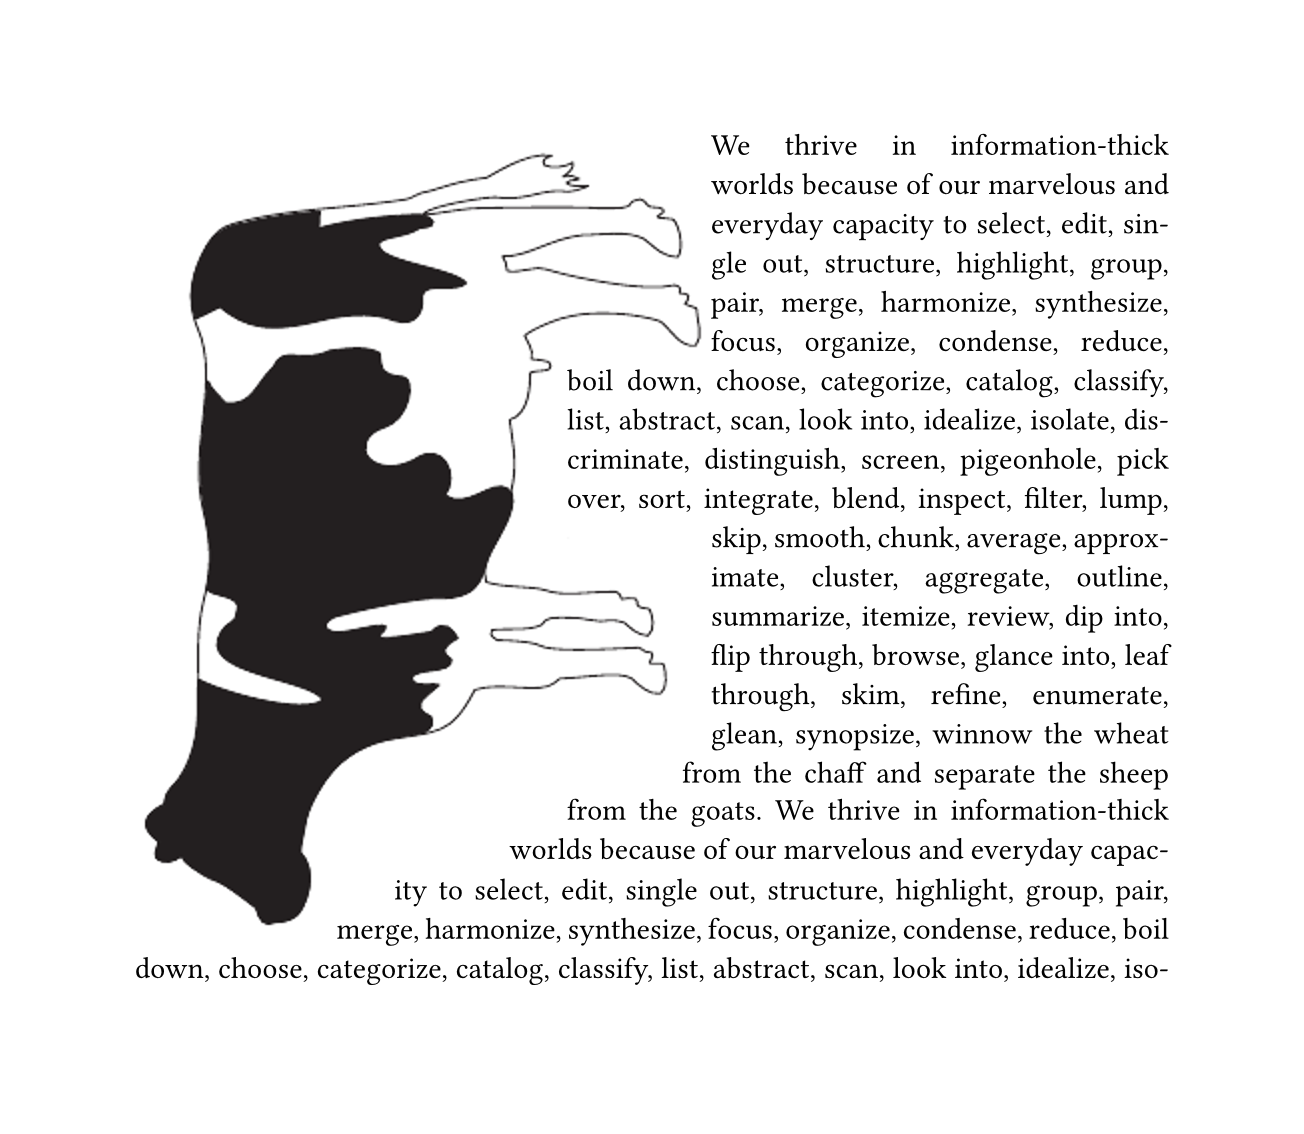 We thrive in information-thick
worlds because of our marvelous and
everyday capacity to select, edit, sin-
gle out, structure, highlight, group,
pair, merge, harmonize, synthesize,
focus, organize, condense, reduce,
boil down, choose, categorize, catalog, classify,
list, abstract, scan, look into, idealize, isolate, dis-
criminate, distinguish, screen, pigeonhole, pick
over, sort, integrate, blend, inspect, filter, lump,
skip, smooth, chunk, average, approx-
imate, cluster, aggregate, outline,
summarize, itemize, review, dip into,
flip through, browse, glance into, leaf
through, skim, refine, enumerate,
glean, synopsize, winnow the wheat
from the chaff and separate the sheep
from the goats. We thrive in information-thick
worlds because of our marvelous and everyday capac-
ity to select, edit, single out, structure, highlight, group, pair,
merge, harmonize, synthesize, focus, organize, condense, reduce, boil
down, choose, categorize, catalog, classify, list, abstract, scan, look into, idealize, iso-